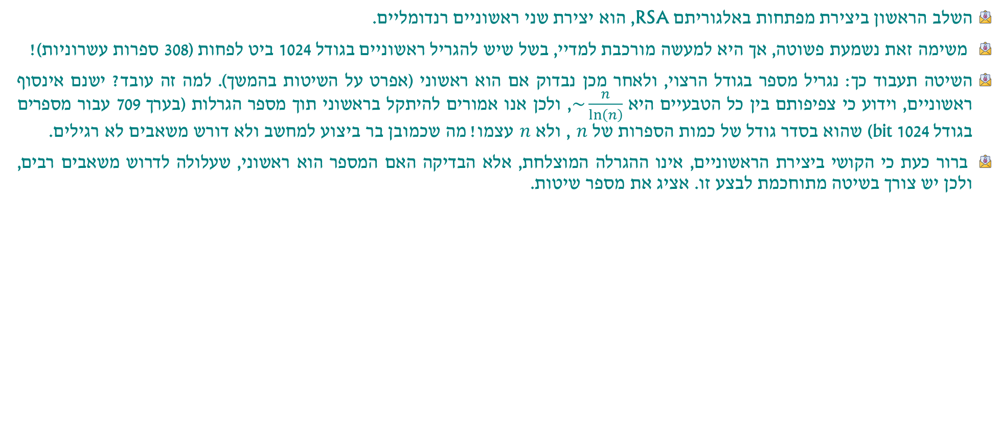 השלב הראשון ביצירת מפתחות באלגוריתם RSA, הוא יצירת שני ראשוניים רנדומליים.
משימה זאת נשמעת פשוטה, אך היא למעשה מורכבת למדיי, בשל שיש להגריל ראשוניים בגודל 1024 ביט לפחות (308 ספרות עשרוניות)!
השיטה תעבוד כך: נגריל מספר בגודל הרצוי, ולאחר מכן נבדוק אם הוא ראשוני (אפרט על השיטות בהמשך). למה זה עובד? ישנם אינסוף
ראשוניים, וידוע כי צפיפותם בין כל הטבעיים היא ~n/ln(n), ולכן אנו אמורים להיתקל בראשוני תוך מספר הגרלות (בערך 709 עבור מספרים
בגודל 1024 bit) שהוא בסדר גודל של כמות הספרות של n , ולא n עצמו! מה שכמובן בר ביצוע למחשב ולא דורש משאבים לא רגילים.
ברור כעת כי הקושי ביצירת הראשוניים, אינו ההגרלה המוצלחת, אלא הבדיקה האם המספר הוא ראשוני, שעלולה לדרוש משאבים רבים,
ולכן יש צורך בשיטה מתוחכמת לבצע זו. אציג את מספר שיטות.